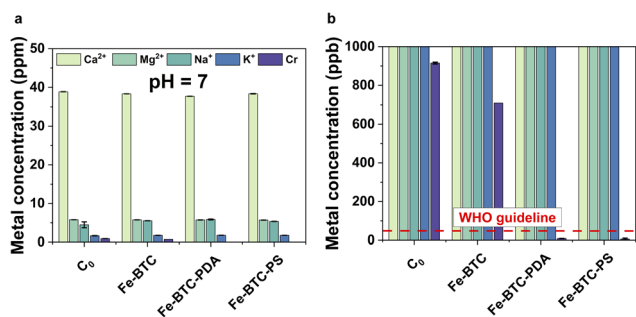 a
Metal concentration (ppm)
50
40
30
20
10
0
Ca²⁺ Mg²⁺ Na⁺ K⁺ Cr
pH = 7
C₀
Fe-BTC
Fe-BTC-PDA
Fe-BTC-PS
b
Metal concentration (ppb)
1000
800
600
400
200
0
WHO guideline
C₀
Fe-BTC
Fe-BTC-PDA
Fe-BTC-PS